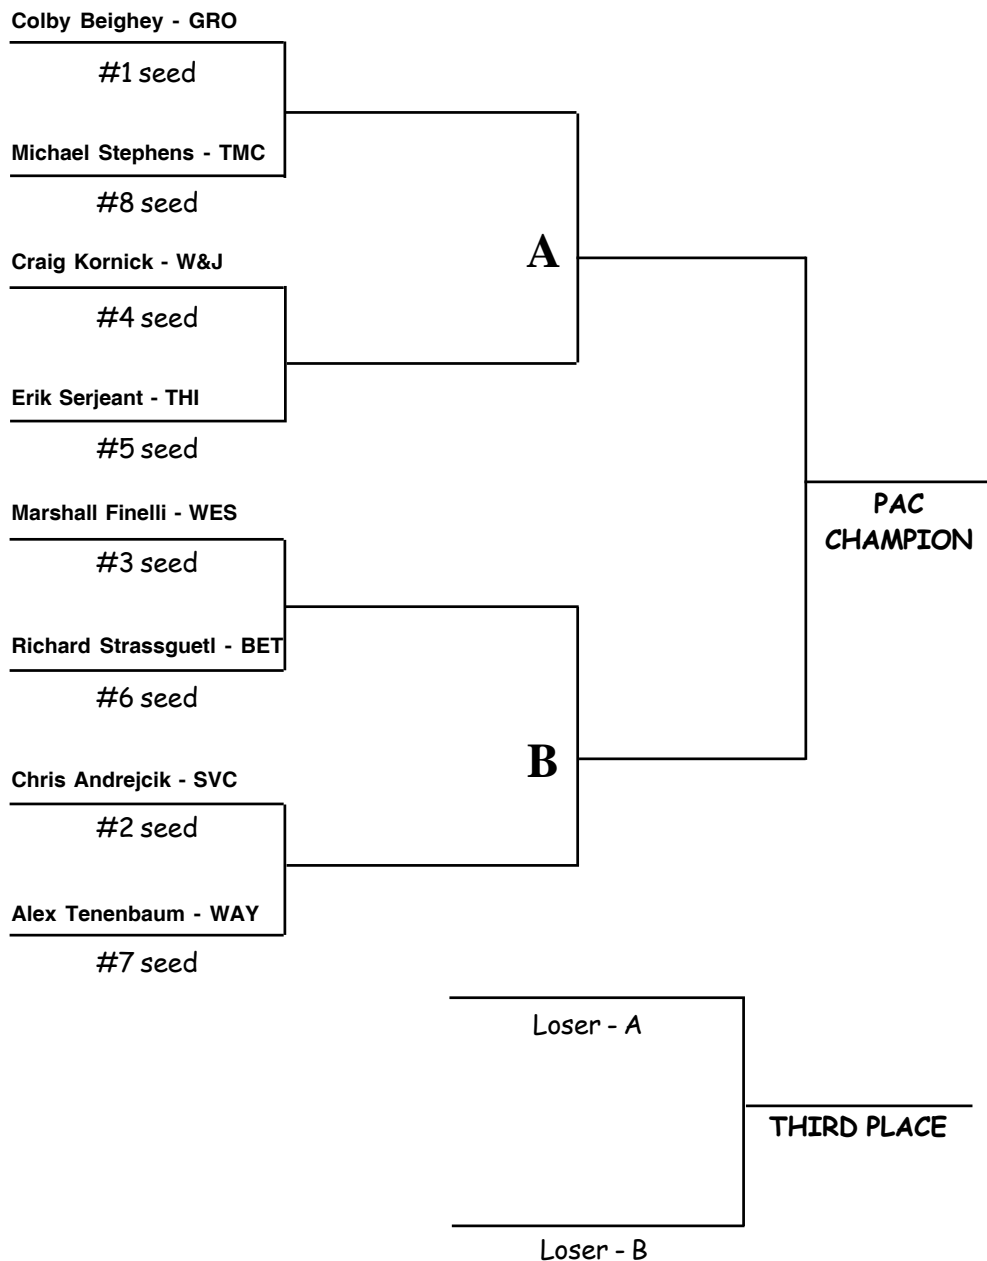 Colby Beighey - GRO
#1 seed
Michael Stephens - TMC
#8 seed
Craig Kornick - W&J
#4 seed
Erik Serjeant - THI
#5 seed
Marshall Finelli - WES
#3 seed
Richard Strassguetl - BET
#6 seed
Chris Andrejcik - SVC
#2 seed
Alex Tenenbaum - WAY
#7 seed
A
B
PAC
CHAMPION
Loser - A
THIRD PLACE
Loser - B